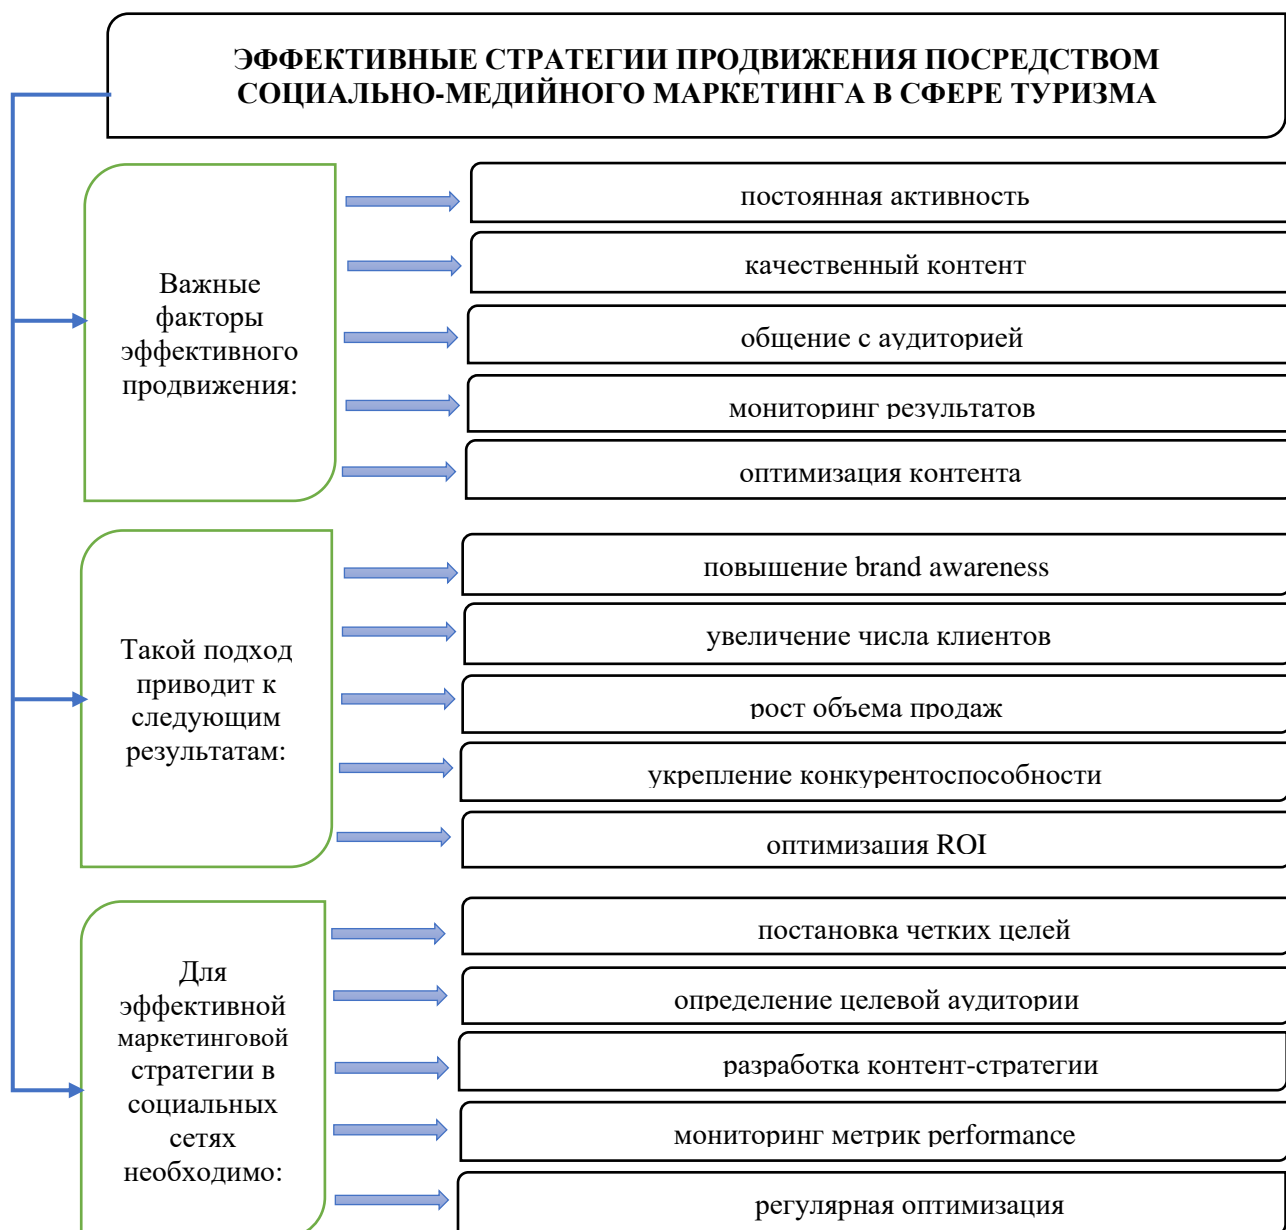 ЭФФЕКТИВНЫЕ СТРАТЕГИИ ПРОДВИЖЕНИЯ ПОСРЕДСТВОМ
СОЦИАЛЬНО-МЕДИЙНОГО МАРКЕТИНГА В СФЕРЕ ТУРИЗМА
Важные
факторы
эффективного
продвижения:
постоянная активность
качественный контент
общение с аудиторией
мониторинг результатов
оптимизация контента
Такой подход
приводит к
следующим
результатам:
повышение brand awareness
увеличение числа клиентов
рост объема продаж
укрепление конкурентоспособности
оптимизация ROI
Для
эффективной
маркетинговой
стратегии в
социальных
сетях
необходимо:
постановка четких целей
определение целевой аудитории
разработка контент-стратегии
мониторинг метрик performance
регулярная оптимизация